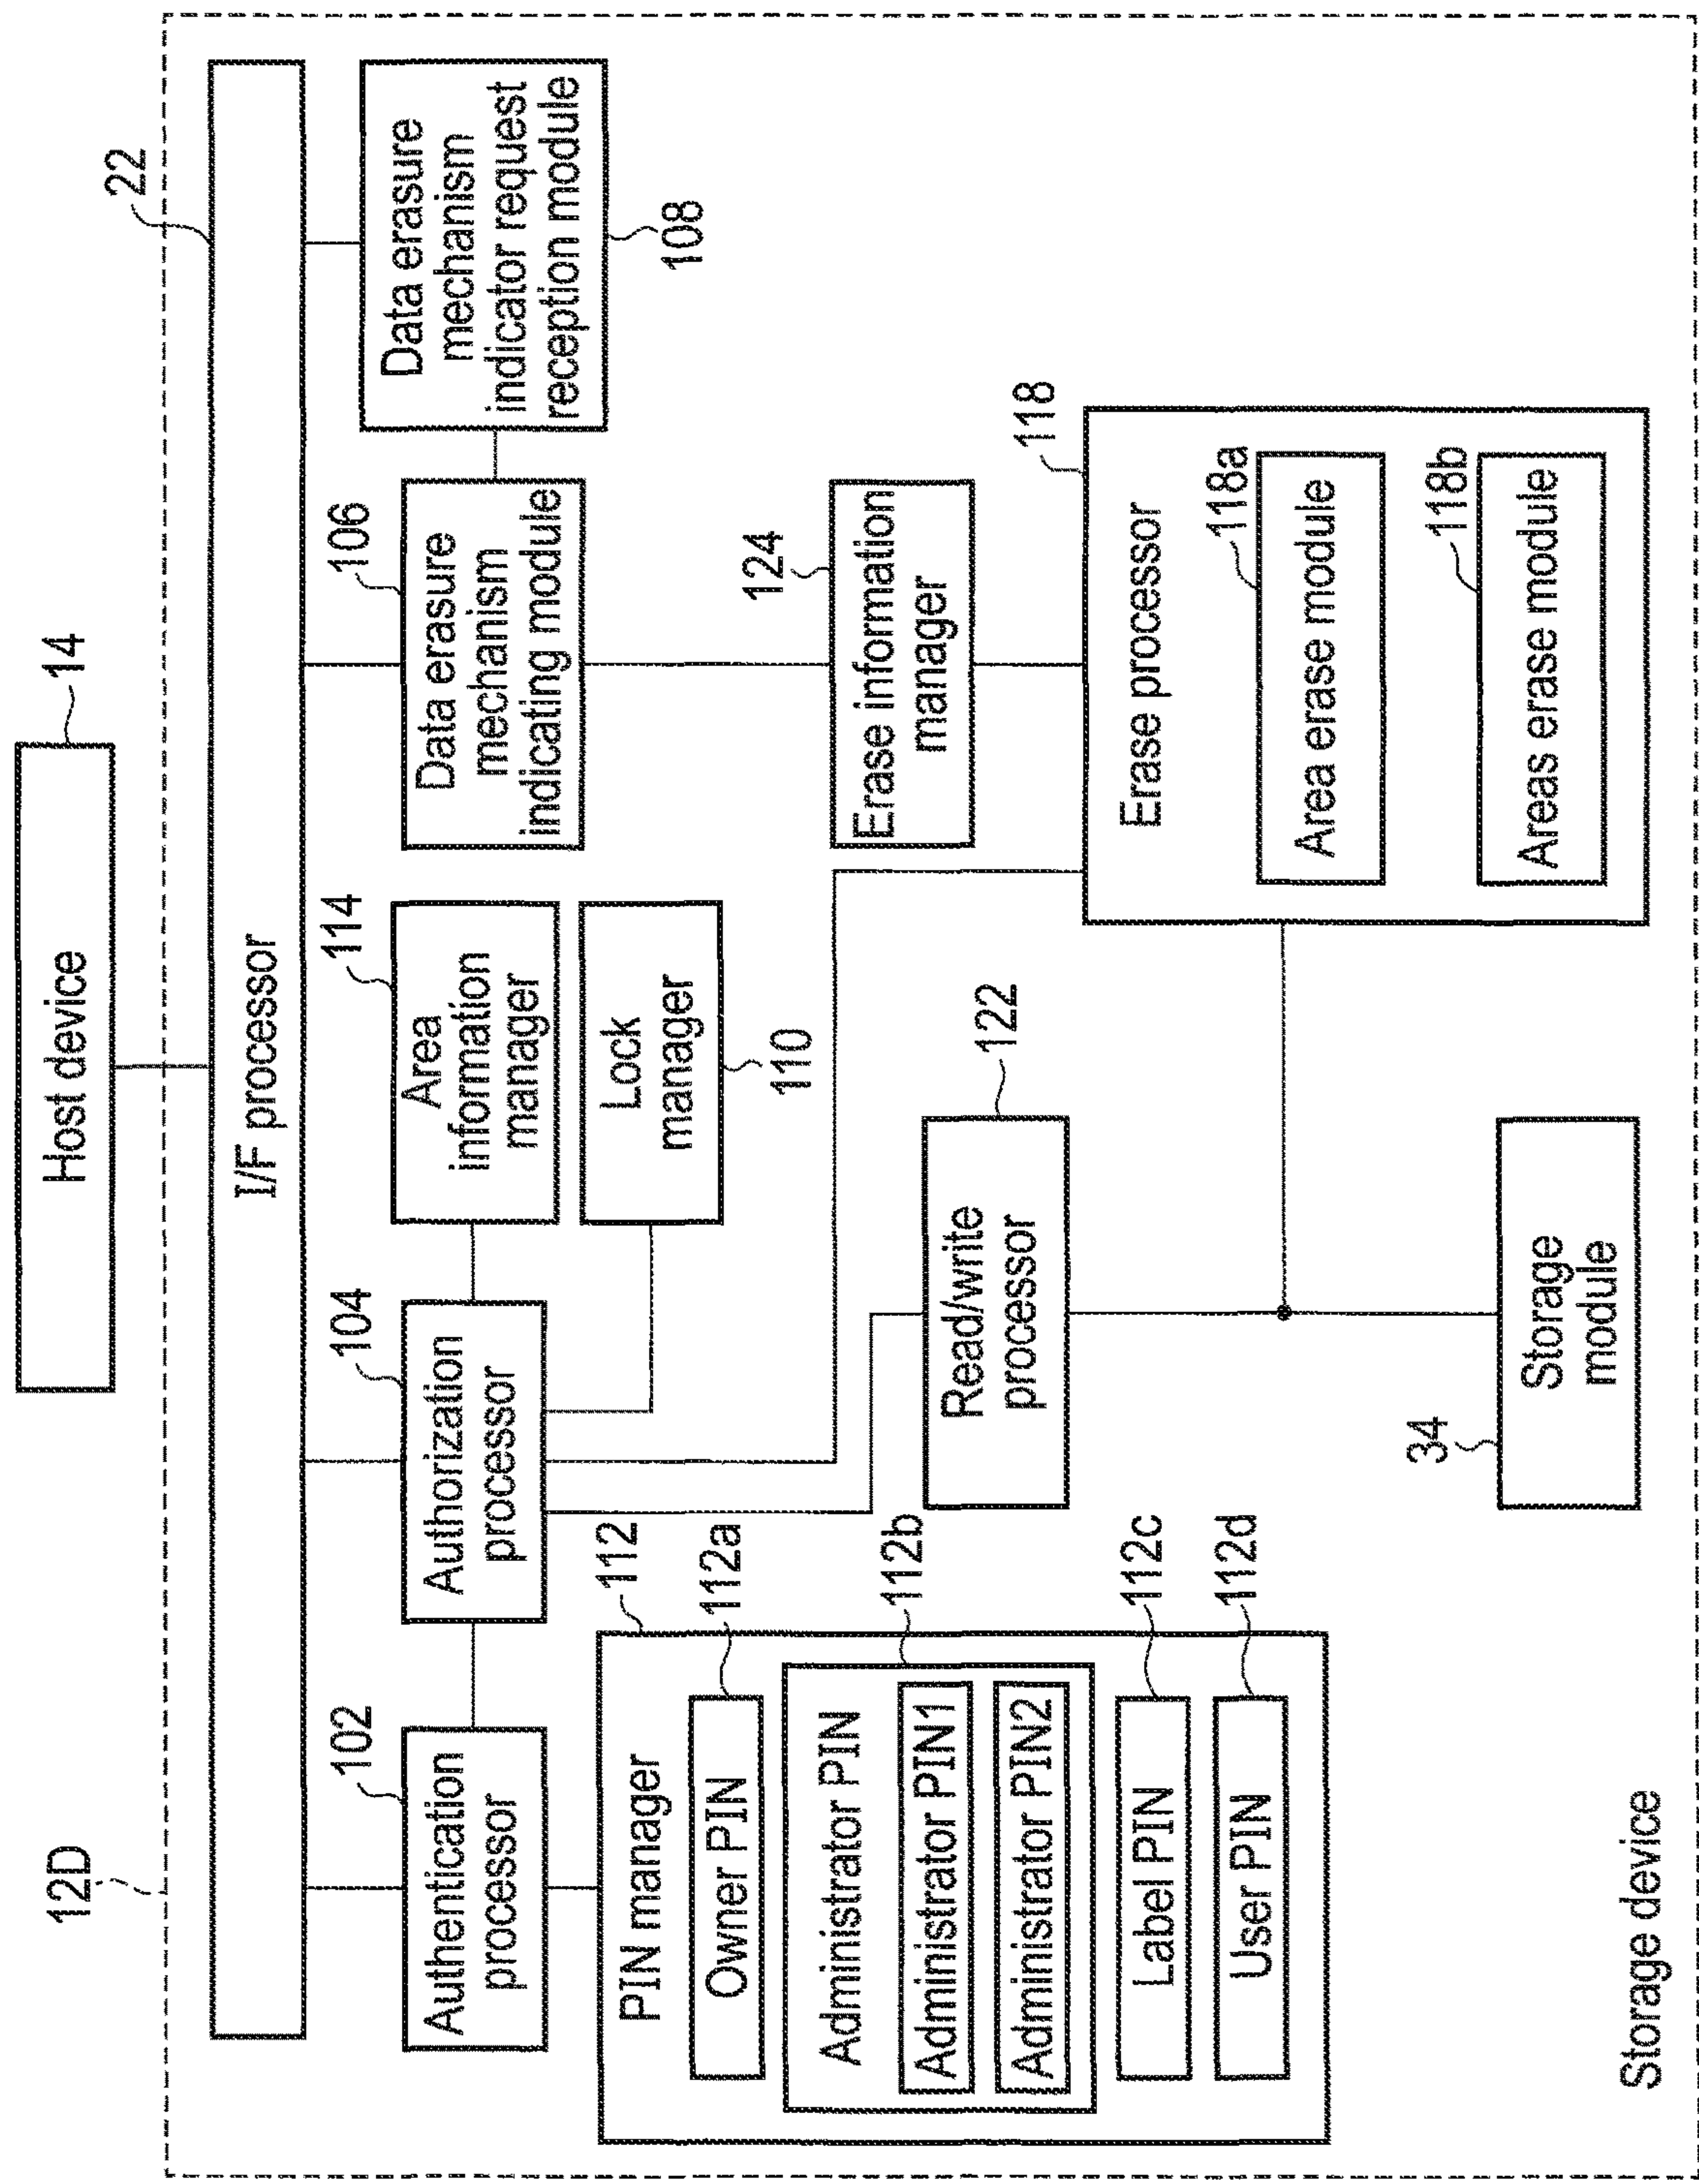 12D
Host device
14
22
I/F processor
102
Authentication
processor
104
Authorization
processor
114
Area
information
manager
Lock
manager
110
106
Data erasure
mechanism
indicating module
Data erasure
mechanism
indicator request
reception module
108
112
PIN manager
112a
Owner PIN
112b
Administrator PIN
Administrator PIN1
Administrator PIN2
112c
Label PIN
112d
User PIN
122
Read/write
processor
124
Erase information
manager
118
Erase processor
118a
Area erase module
118b
Areas erase module
34
Storage
module
Storage device